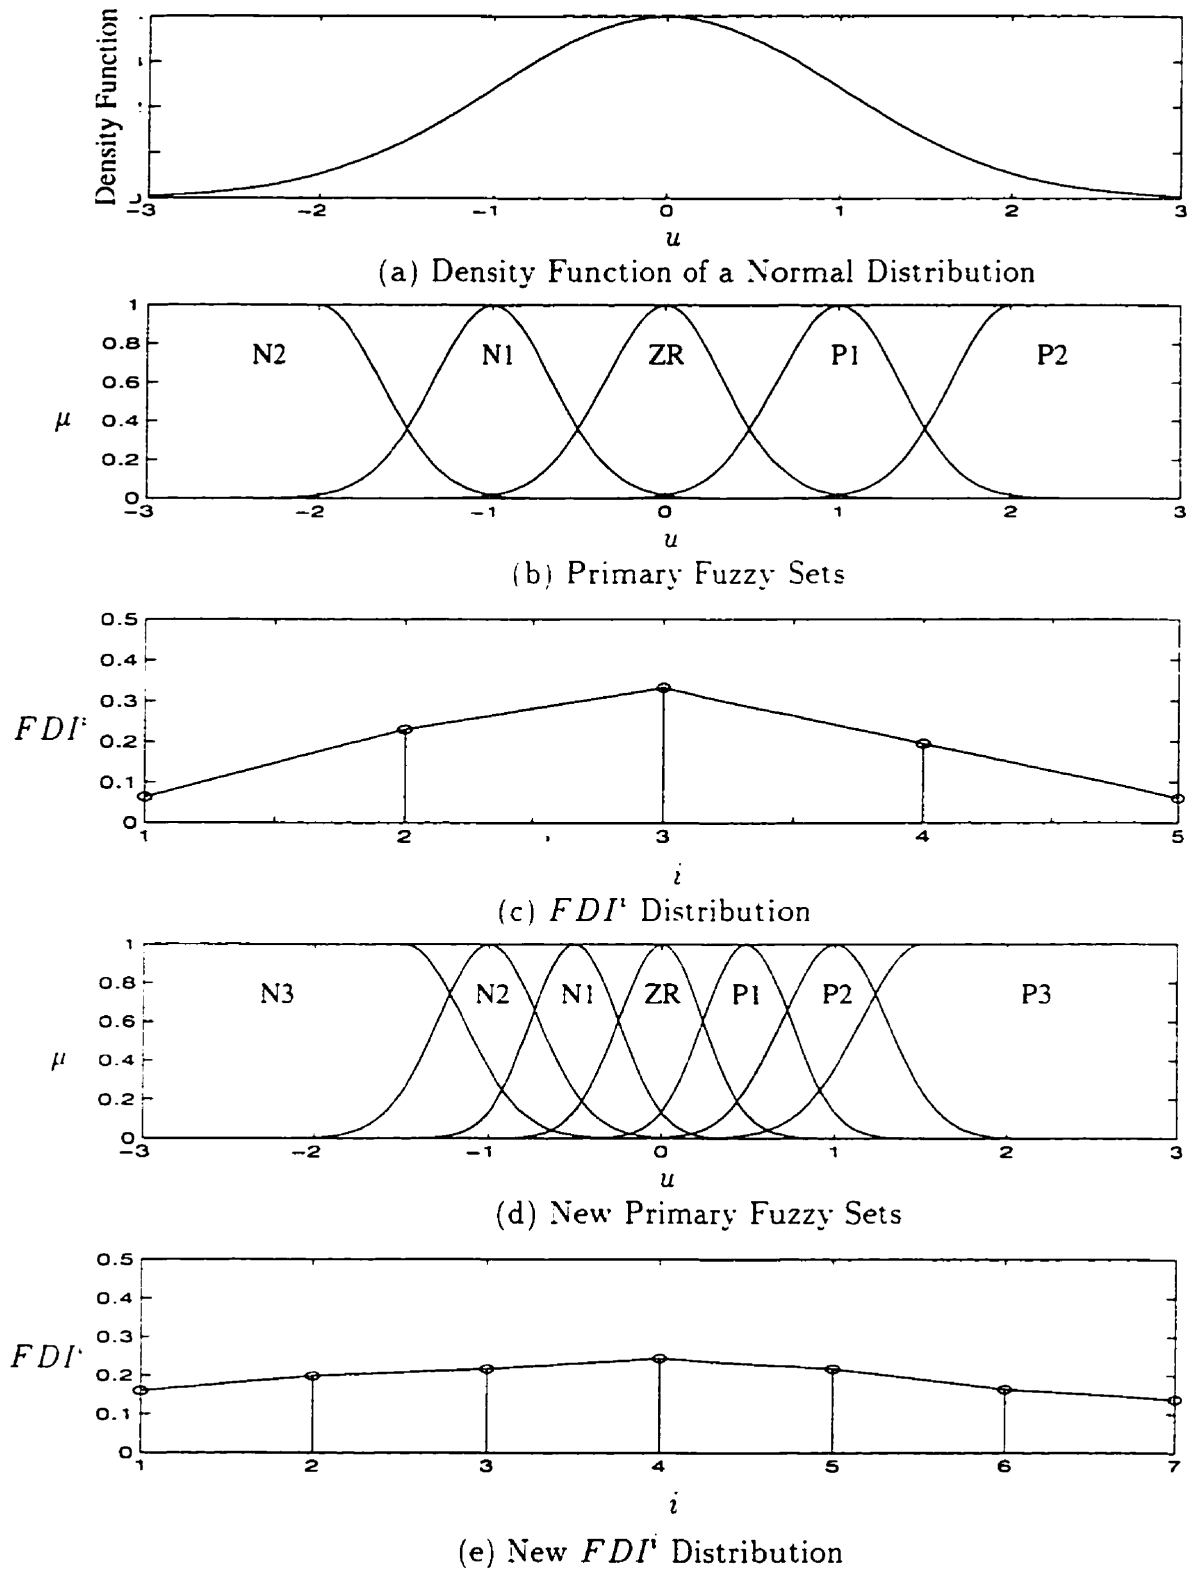 Density Function
-3 -2 -1 0 1 2 3
u
(a) Density Function of a Normal Distribution
1
0.8
0.6
0.4
0.2
0
μ
N2 N1 ZR P1 P2
-3 -2 -1 0 1 2 3
u
(b) Primary Fuzzy Sets
0.5
0.4
0.3
0.2
0.1
0
FDIⁱ
1 2 3 4 5
i
(c) FDIⁱ Distribution
1
0.8
0.6
0.4
0.2
0
μ
N3 N2 N1 ZR P1 P2 P3
-3 -2 -1 0 1 2 3
u
(d) New Primary Fuzzy Sets
0.5
0.4
0.3
0.2
0.1
0
FDIⁱ
1 2 3 4 5 6 7
i
(e) New FDIⁱ Distribution